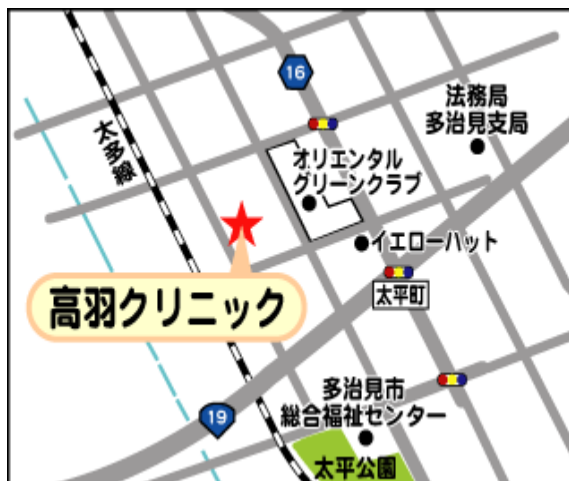 16
法務局
多治見支局
太多線
オリエンタル
グリーンクラブ
イエローハット
太平町
高羽クリニック
多治見市
総合福祉センター
19
太平公園